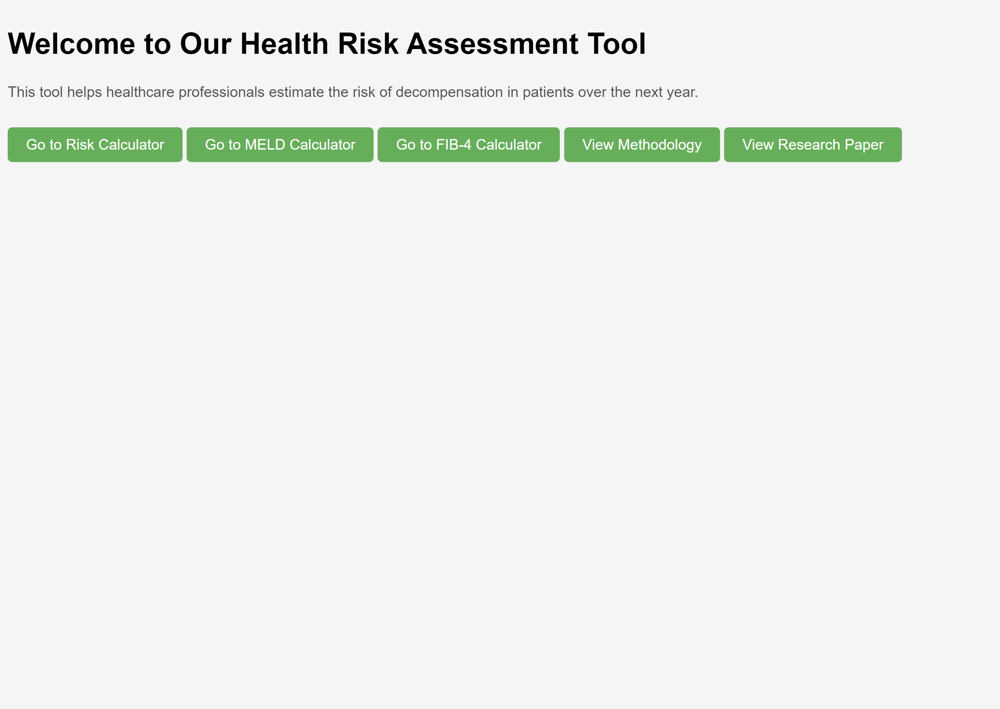 Welcome to Our Health Risk Assessment Tool
This tool helps healthcare professionals estimate the risk of decompensation in patients over the next year.
Go to Risk Calculator Go to MELD Calculator Go to FIB-4 Calculator View Methodology View Research Paper